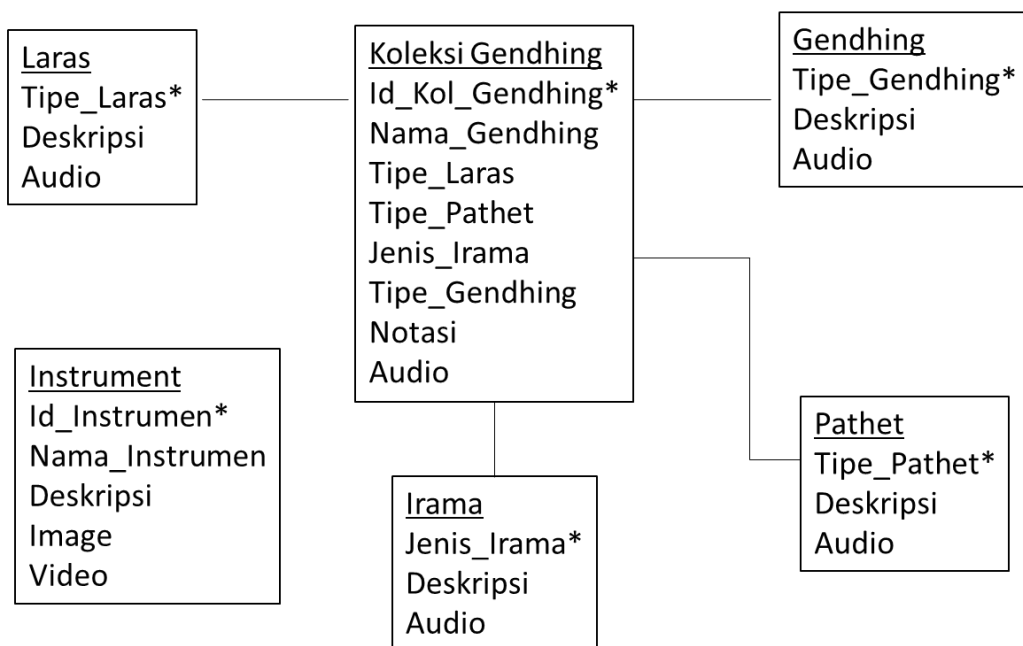 Laras
Tipe_Laras*
Deskripsi
Audio
Koleksi Gendhing
Id_Kol_Gendhing*
Nama_Gendhing
Tipe_Laras
Tipe_Pathet
Jenis_Irama
Tipe_Gendhing
Notasi
Audio
Gendhing
Tipe_Gendhing*
Deskripsi
Audio
Instrument
Id_Instrumen*
Nama_Instrumen
Deskripsi
Image
Video
Irama
Jenis_Irama*
Deskripsi
Audio
Pathet
Tipe_Pathet*
Deskripsi
Audio